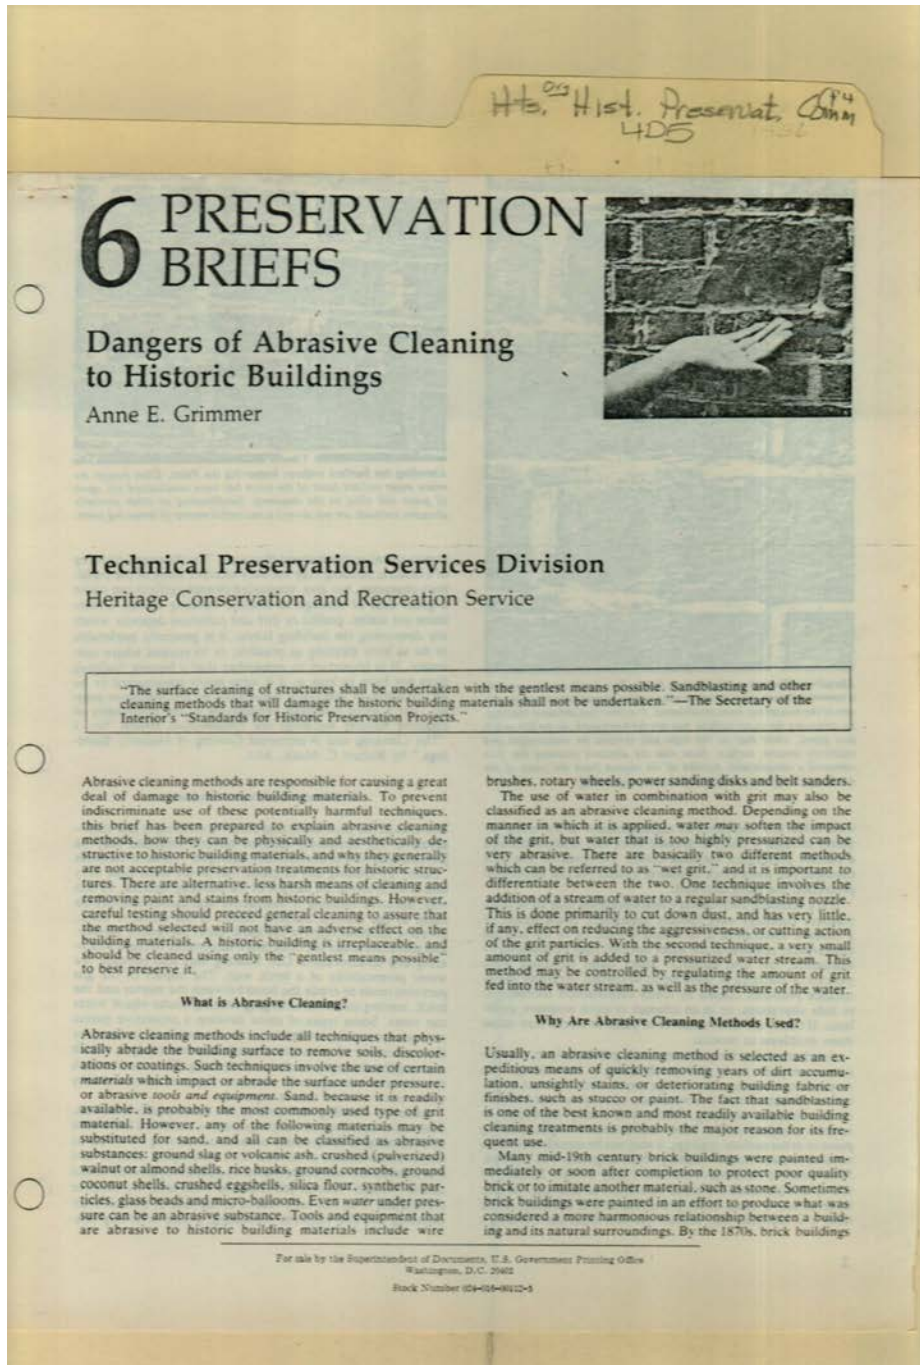 Hts. Org Hist. Preservat. Comm
4D5
6 PRESERVATION
BRIEFS
Dangers of Abrasive Cleaning
to Historic Buildings
Anne E. Grimmer
Technical Preservation Services Division
Heritage Conservation and Recreation Service
"The surface cleaning of structures shall be undertaken with the gentlest means possible. Sandblasting and other
cleaning methods that will damage the historic building materials shall not be undertaken."—The Secretary of the
Interior's "Standards for Historic Preservation Projects."
Abrasive cleaning methods are responsible for causing a great
deal of damage to historic building materials. To prevent
indiscriminate use of these potentially harmful techniques,
this brief has been prepared to explain abrasive cleaning
methods, how they can be physically and aesthetically de-
structive to historic building materials, and why they generally
are not acceptable preservation treatments for historic struc-
tures. There are alternative, less harsh means of cleaning and
removing paint and stains from historic buildings. However,
careful testing should preceed general cleaning to assure that
the method selected will not have an adverse effect on the
building materials. A historic building is irreplaceable, and
should be cleaned using only the "gentlest means possible"
to best preserve it.
What is Abrasive Cleaning?
Abrasive cleaning methods include all techniques that phys-
ically abrade the building surface to remove soils, discolor-
ations or coatings. Such techniques involve the use of certain
materials which impact or abrade the surface under pressure,
or abrasive tools and equipment. Sand, because it is readily
available, is probably the most commonly used type of grit
material. However, any of the following materials may be
substituted for sand, and all can be classified as abrasive
substances: ground slag or volcanic ash, crushed (pulverized)
walnut or almond shells, rice husks, ground corncobs, ground
coconut shells, crushed eggshells, silica flour, synthetic par-
ticles, glass beads and micro-balloons. Even water under pres-
sure can be an abrasive substance. Tools and equipment that
are abrasive to historic building materials include wire
brushes, rotary wheels, power sanding disks and belt sanders.
The use of water in combination with grit may also be
classified as an abrasive cleaning method. Depending on the
manner in which it is applied, water may soften the impact
of the grit, but water that is too highly pressurized can be
very abrasive. There are basically two different methods
which can be referred to as "wet grit," and it is important to
differentiate between the two. One technique involves the
addition of a stream of water to a regular sandblasting nozzle.
This is done primarily to cut down dust, and has very little,
if any, effect on reducing the aggressiveness, or cutting action
of the grit particles. With the second technique, a very small
amount of grit is added to a pressurized water stream. This
method may be controlled by regulating the amount of grit
fed into the water stream, as well as the pressure of the water.
Why Are Abrasive Cleaning Methods Used?
Usually, an abrasive cleaning method is selected as an ex-
peditious means of quickly removing years of dirt accumu-
lation, unsightly stains, or deteriorating building fabric or
finishes, such as stucco or paint. The fact that sandblasting
is one of the best known and most readily available building
cleaning treatments is probably the major reason for its fre-
quent use.
Many mid-19th century brick buildings were painted im-
mediately or soon after completion to protect poor quality
brick or to imitate another material, such as stone. Sometimes
brick buildings were painted in an effort to produce what was
considered a more harmonious relationship between a build-
ing and its natural surroundings. By the 1870s, brick buildings
For sale by the Superintendent of Documents, U.S. Government Printing Office
Washington, D.C. 20402
Stock Number 024-016-00112-5